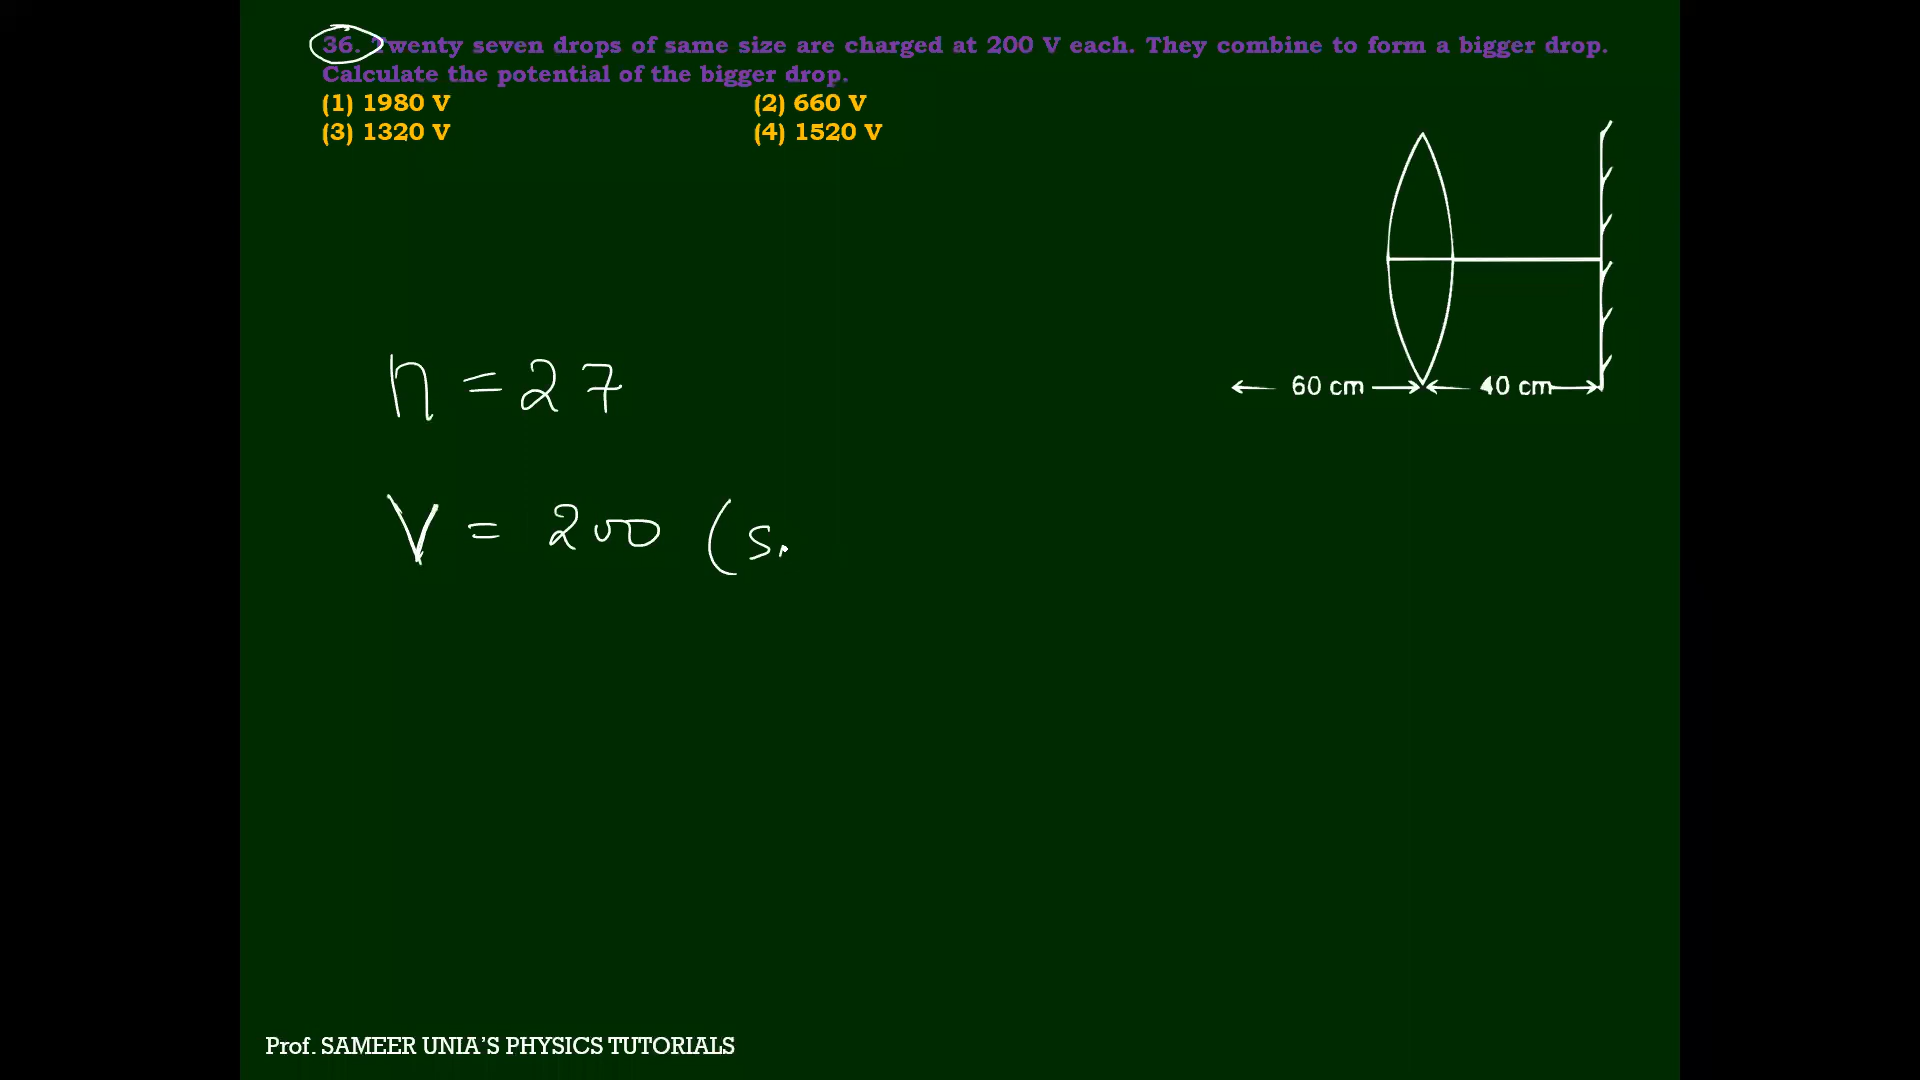 36. Twenty seven drops of same size are charged at 200 V each. They combine to form a bigger drop.
Calculate the potential of the bigger drop.
(1) 1980 V (2) 660 V
(3) 1320 V (4) 1520 V
60 cm 40 cm
n = 27
V = 200 (s
Prof. SAMEER UNIA'S PHYSICS TUTORIALS